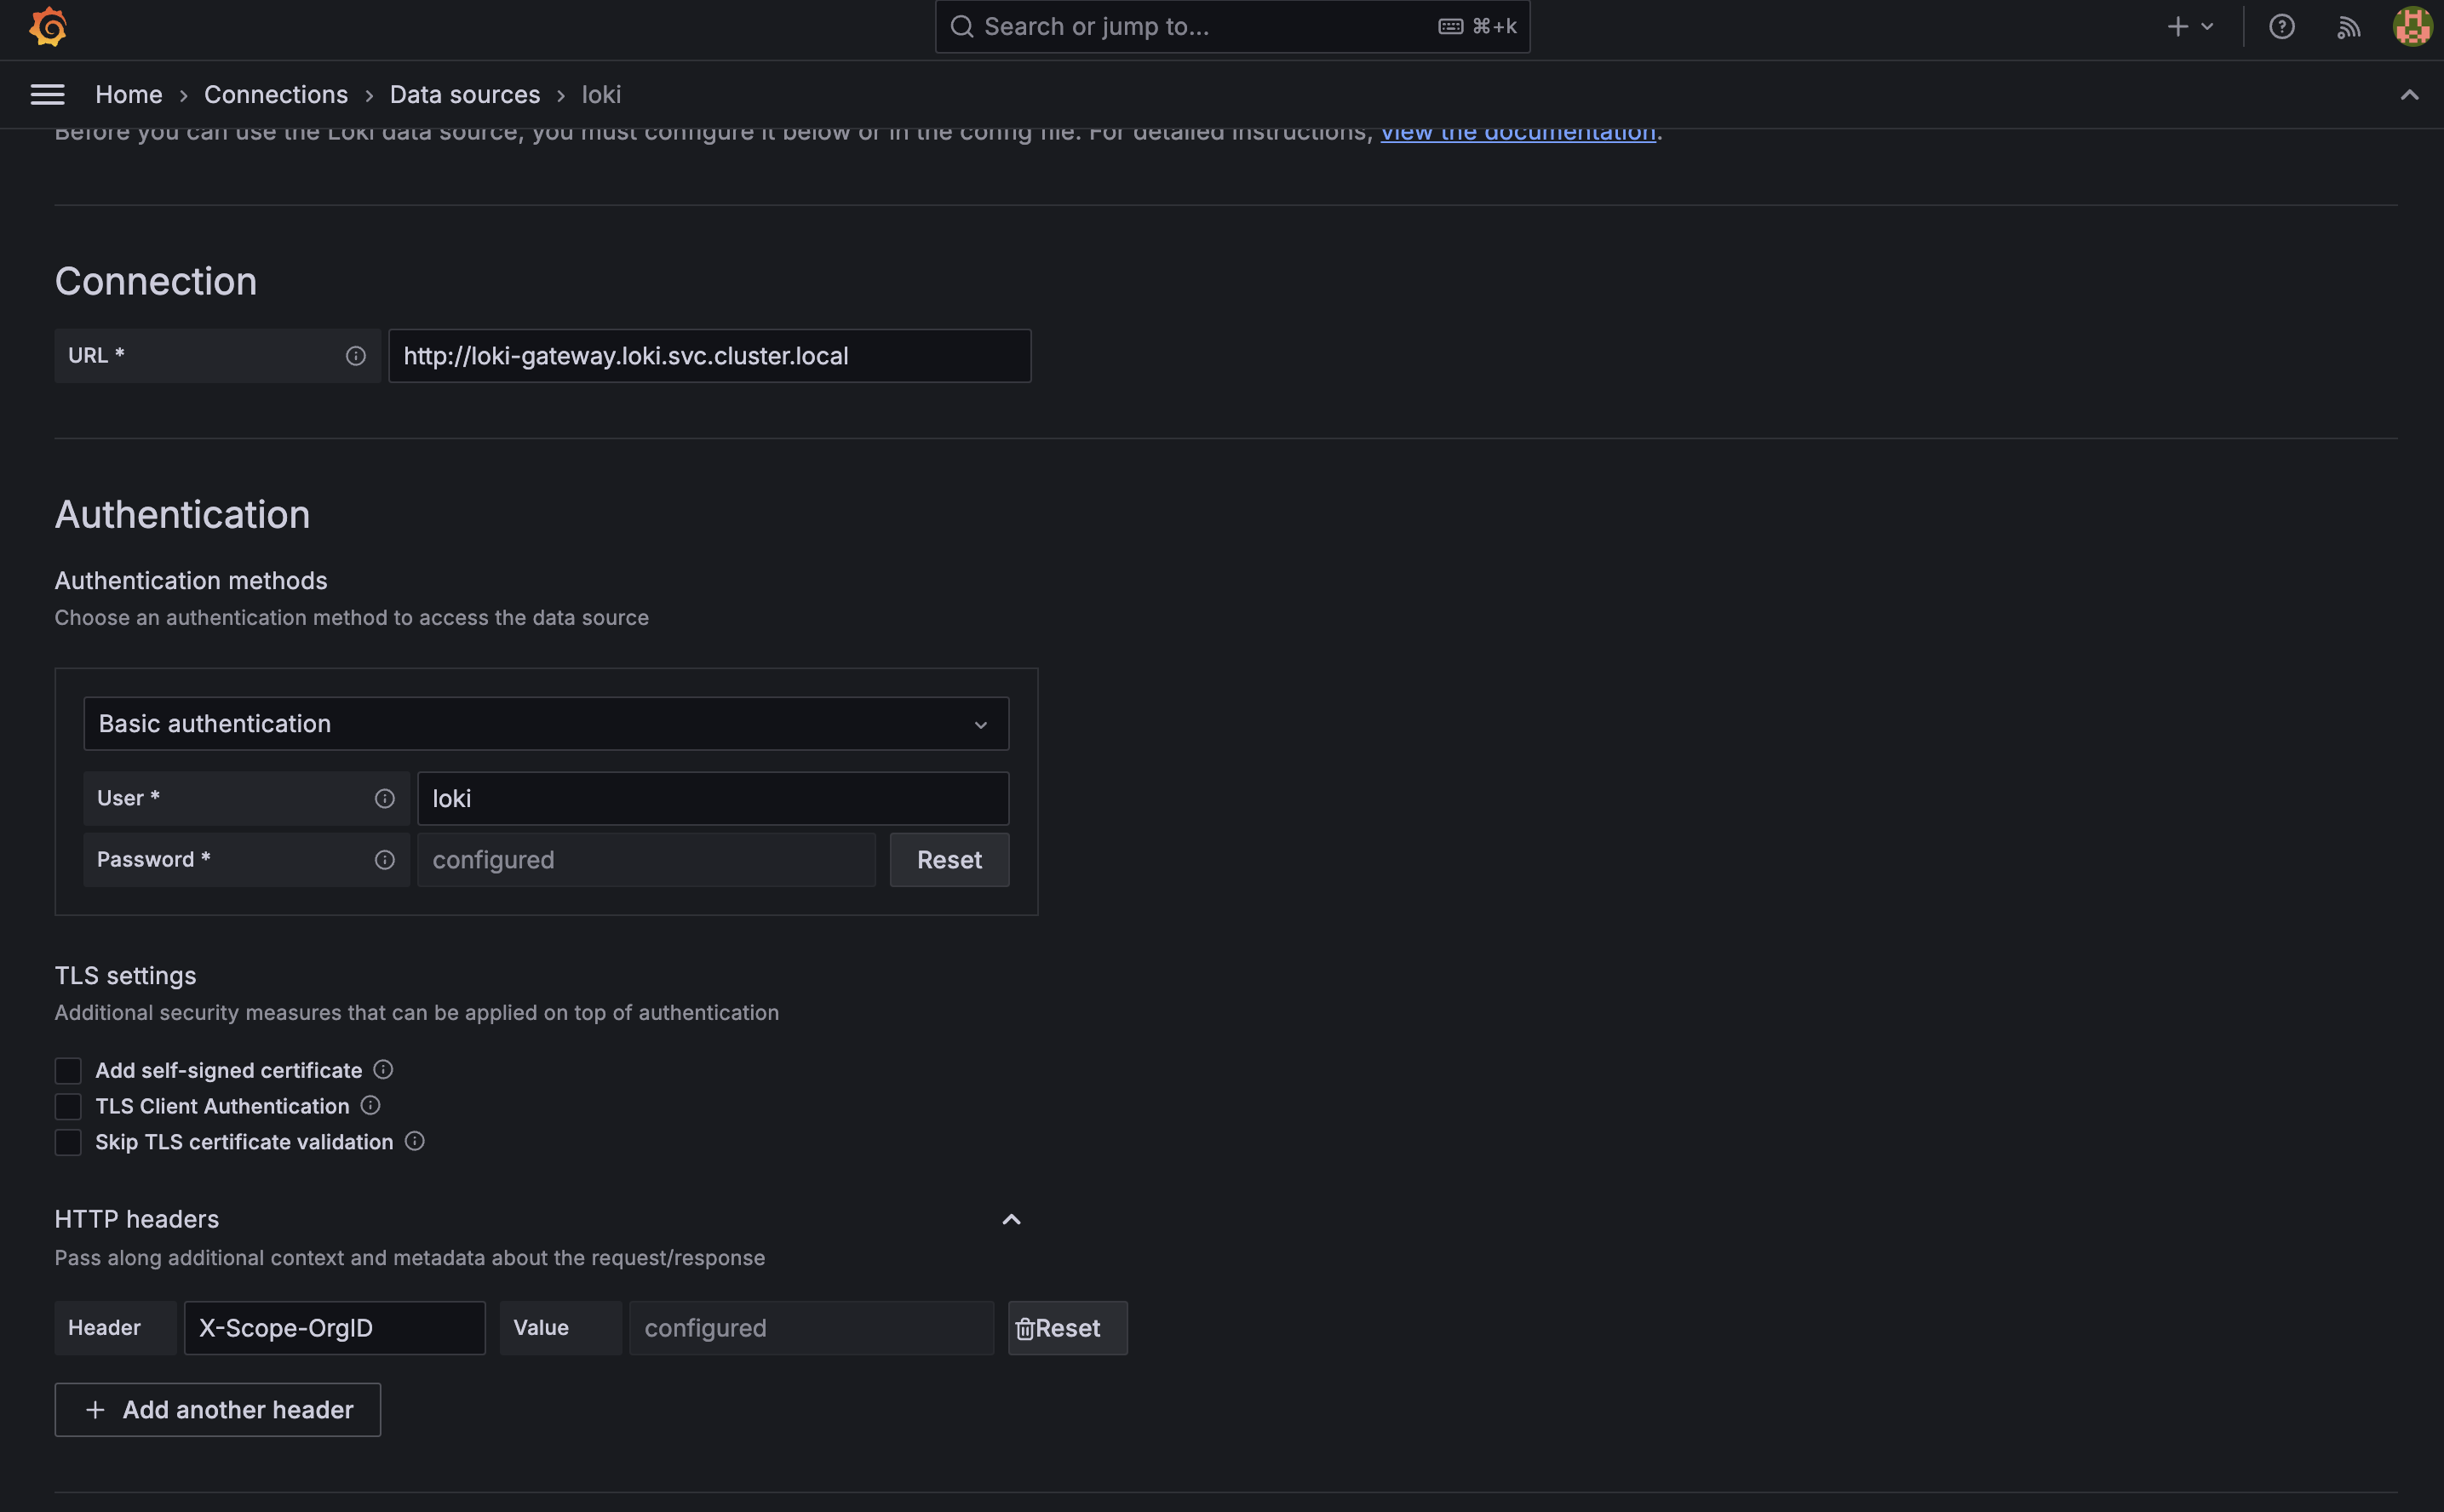 Search or jump to...
⌘+k
Home › Connections › Data sources › loki
Before you can use the Loki data source, you must configure it below or in the config file. For detailed instructions, view the documentation.
Connection
URL *
http://loki-gateway.loki.svc.cluster.local
Authentication
Authentication methods
Choose an authentication method to access the data source
Basic authentication
User *
loki
Password *
configured
Reset
TLS settings
Additional security measures that can be applied on top of authentication
Add self-signed certificate
TLS Client Authentication
Skip TLS certificate validation
HTTP headers
Pass along additional context and metadata about the request/response
Header
X-Scope-OrgID
Value
configured
Reset
+ Add another header